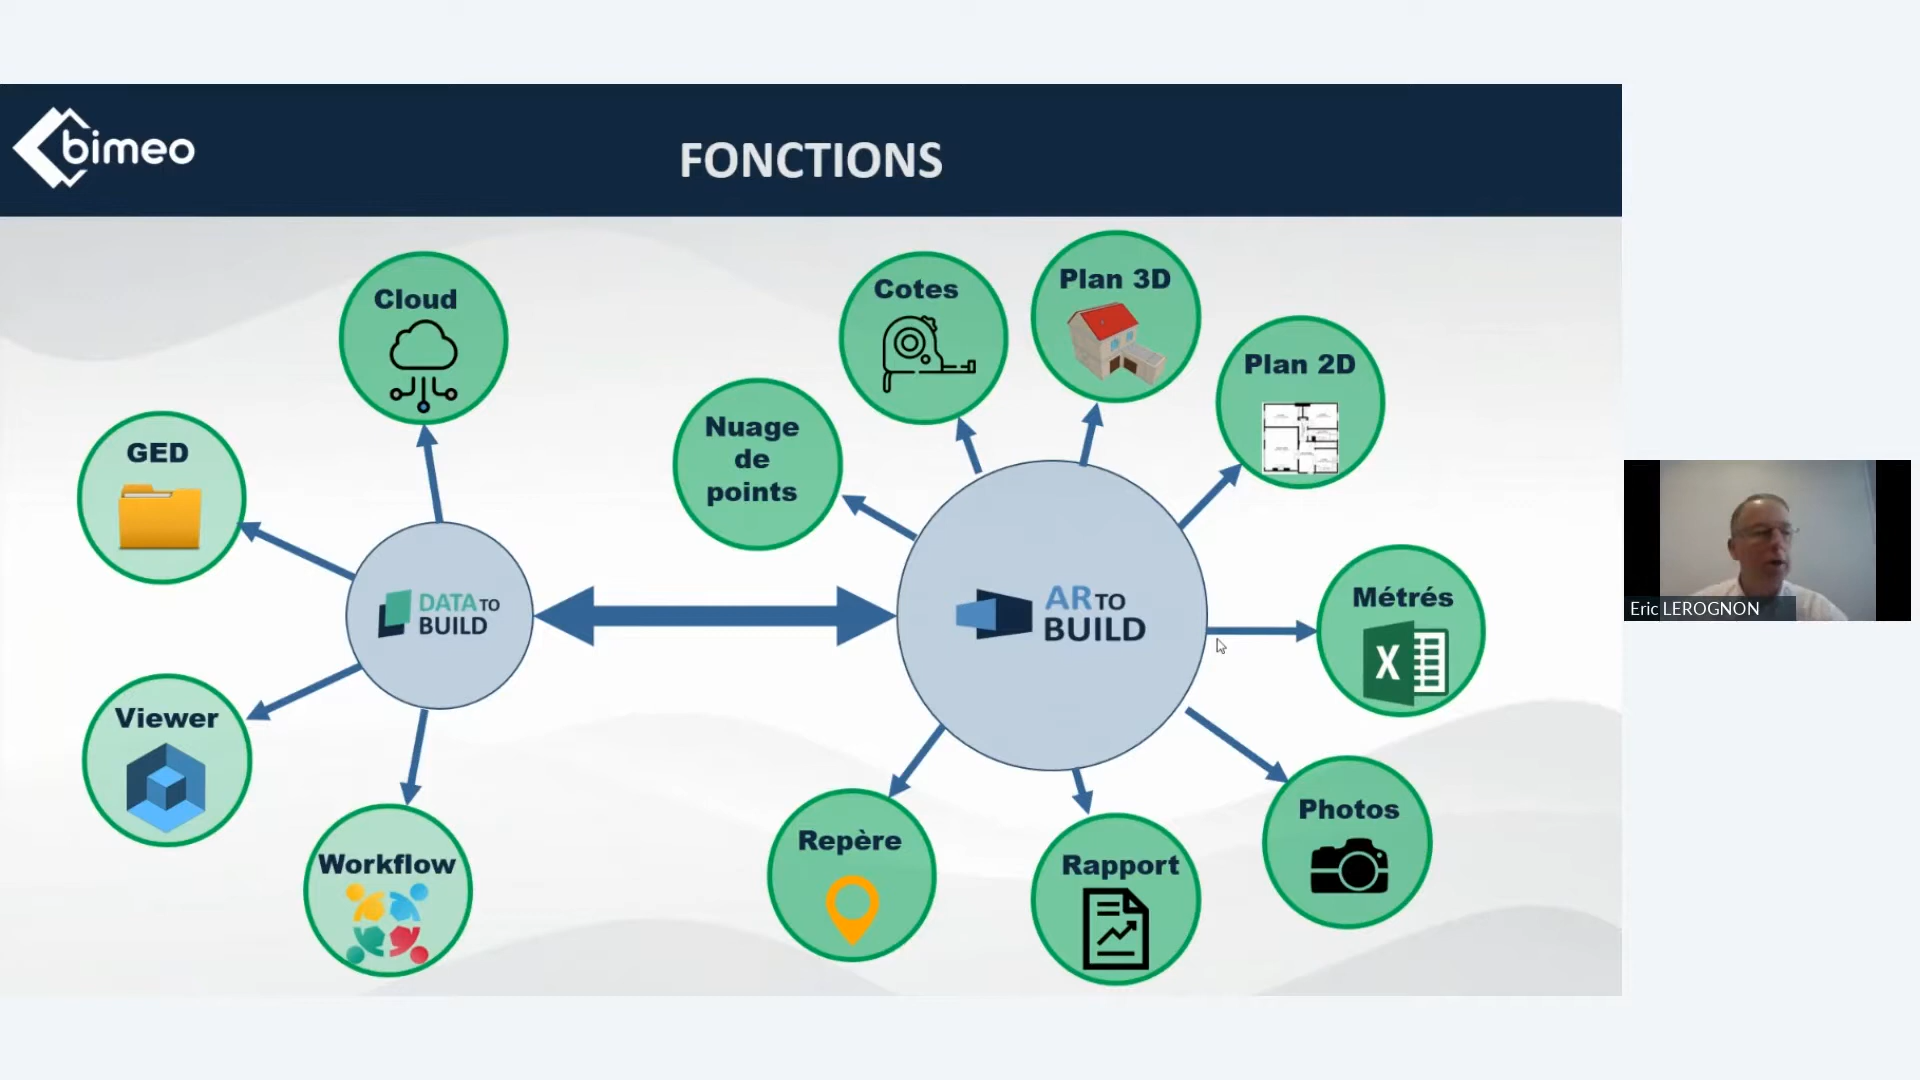 bimeo
FONCTIONS
Cloud
GED
DATA TO
BUILD
Viewer
Workflow
Cotes
Plan 3D
Plan 2D
Nuage
de
points
AR TO
BUILD
Métrés
X
Photos
Repère
Rapport
Eric LEROGNON